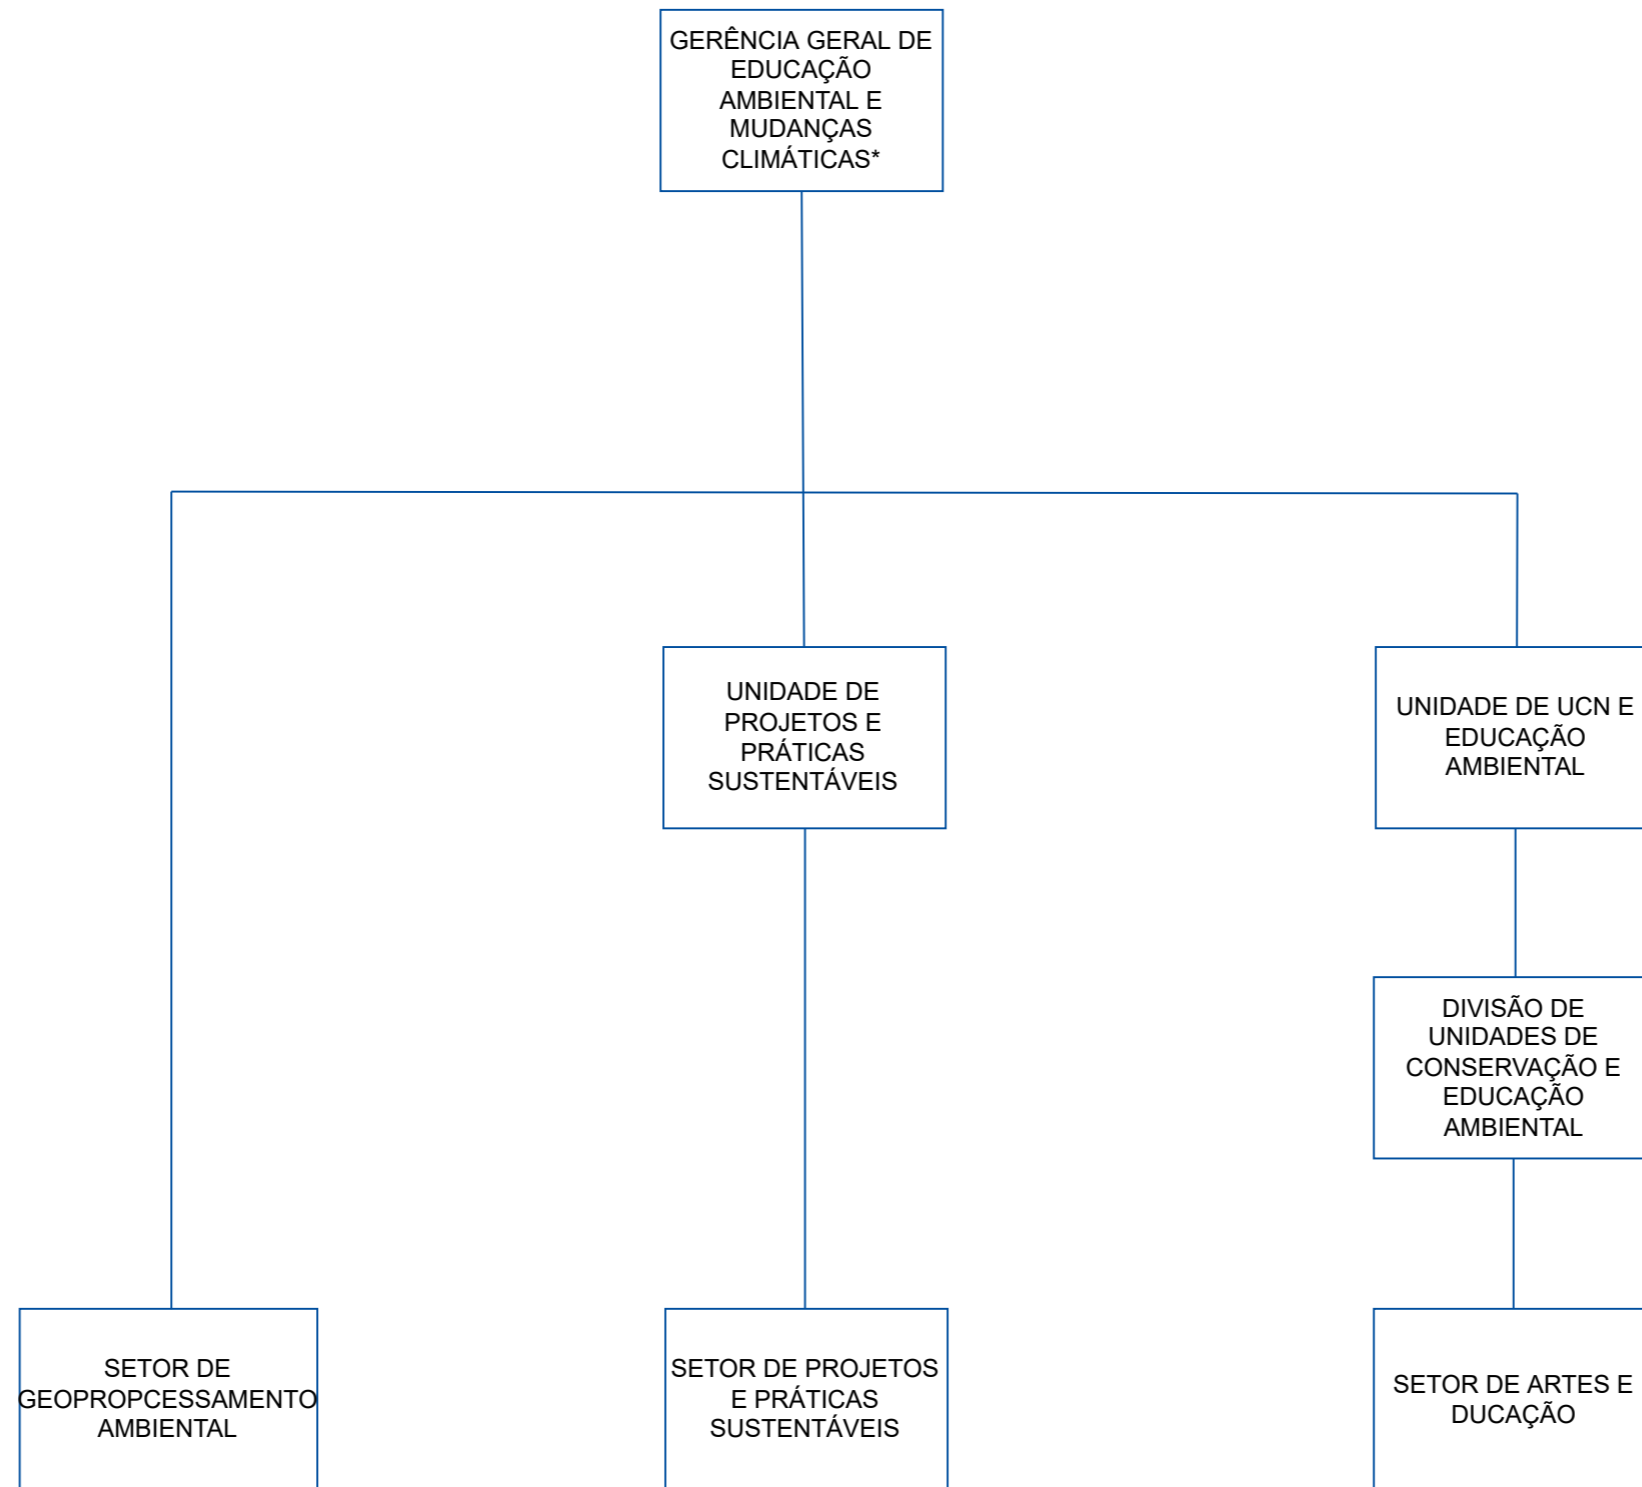 GERÊNCIA GERAL DE
EDUCAÇÃO
AMBIENTAL E
MUDANÇAS
CLIMÁTICAS*
UNIDADE DE
PROJETOS E
PRÁTICAS
SUSTENTÁVEIS
UNIDADE DE UCN E
EDUCAÇÃO
AMBIENTAL
DIVISÃO DE
UNIDADES DE
CONSERVAÇÃO E
EDUCAÇÃO
AMBIENTAL
SETOR DE
GEOPROPCESSAMENTO
AMBIENTAL
SETOR DE PROJETOS
E PRÁTICAS
SUSTENTÁVEIS
SETOR DE ARTES E
DUCAÇÃO